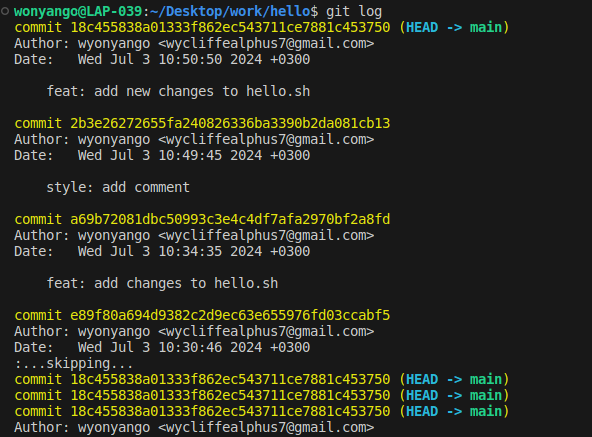 wonyango@LAP-039:~/Desktop/work/hello$ git log
commit 18c455838a01333f862ec543711ce7881c453750 (HEAD -> main)
Author: wyonyango <wycliffealphus7@gmail.com>
Date:   Wed Jul 3 10:50:50 2024 +0300
    feat: add new changes to hello.sh
commit 2b3e26272655fa240826336ba3390b2da081cb13
Author: wyonyango <wycliffealphus7@gmail.com>
Date:   Wed Jul 3 10:49:45 2024 +0300
    style: add comment
commit a69b72081dbc50993c3e4c4df7afa2970bf2a8fd
Author: wyonyango <wycliffealphus7@gmail.com>
Date:   Wed Jul 3 10:34:35 2024 +0300
    feat: add changes to hello.sh
commit e89f80a694d9382c2d9ec63e655976fd03ccabf5
Author: wyonyango <wycliffealphus7@gmail.com>
Date:   Wed Jul 3 10:30:46 2024 +0300
:...skipping...
commit 18c455838a01333f862ec543711ce7881c453750 (HEAD -> main)
commit 18c455838a01333f862ec543711ce7881c453750 (HEAD -> main)
commit 18c455838a01333f862ec543711ce7881c453750 (HEAD -> main)
Author: wyonyango <wycliffealphus7@gmail.com>